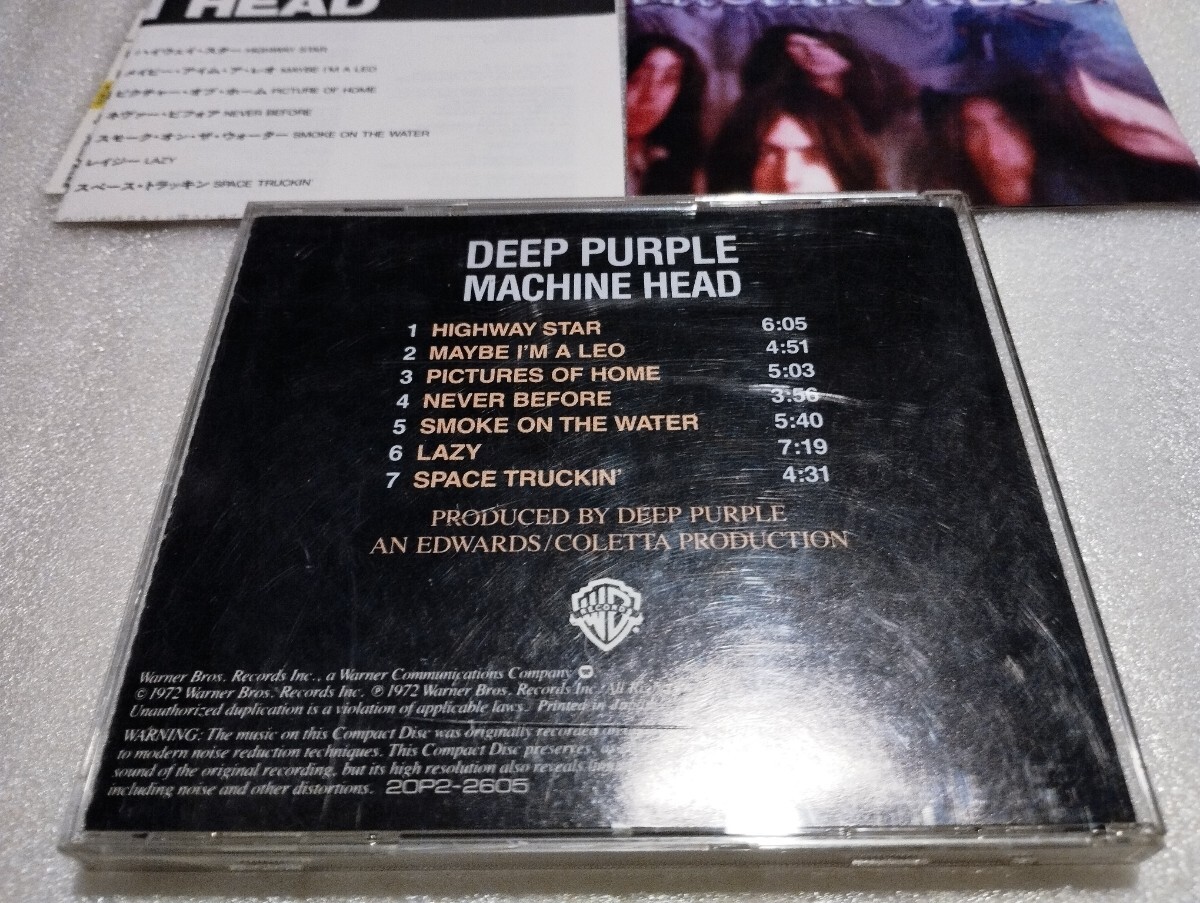 HEAD
ハイウェイ・スター HIGHWAY STAR
メイビー・アイム・ア・レオ MAYBE I'M A LEO
ピクチャー・オブ・ホーム PICTURE OF HOME
ネヴァー・ビフォア NEVER BEFORE
スモーク・オン・ザ・ウォーター SMOKE ON THE WATER
レイジー LAZY
スペース・トラッキン SPACE TRUCKIN'
MACHINE HEAD
DEEP PURPLE
MACHINE HEAD
1 HIGHWAY STAR 6:05
2 MAYBE I'M A LEO 4:51
3 PICTURES OF HOME 5:03
4 NEVER BEFORE 3:56
5 SMOKE ON THE WATER 5:40
6 LAZY 7:19
7 SPACE TRUCKIN' 4:31
PRODUCED BY DEEP PURPLE
AN EDWARDS/COLETTA PRODUCTION
WB RECORDS
Warner Bros. Records Inc., a Warner Communications Company
© 1972 Warner Bros. Records Inc. ℗ 1972 Warner Bros. Records Inc. All
Unauthorized duplication is a violation of applicable laws. Printed in
WARNING: The music on this Compact Disc was originally recorded on
to modern noise reduction techniques. This Compact Disc preserves,
sound of the original recording, but its high resolution also reveals
including noise and other distortions. 20P2-2605